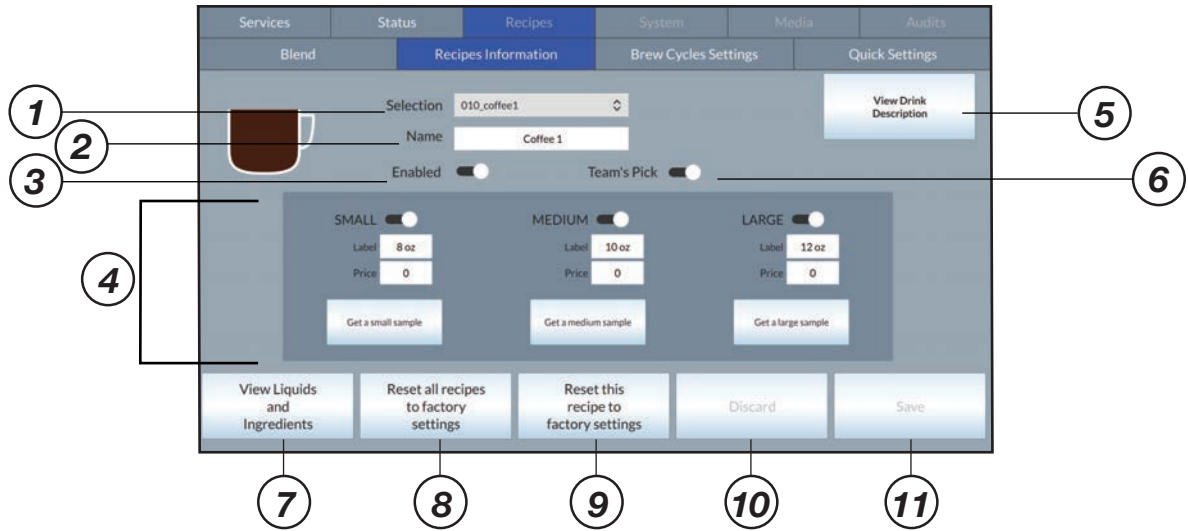 Services Status Recipes System Media Audits
Blend Recipes Information Brew Cycles Settings Quick Settings
1 Selection 010_coffee1 View Drink
Description 5
2 Name Coffee 1
3 Enabled Team's Pick 6
4
SMALL MEDIUM LARGE
Label 8 oz Label 10 oz Label 12 oz
Price 0 Price 0 Price 0
Get a small sample Get a medium sample Get a large sample
View Liquids
and
Ingredients
Reset all recipes
to factory
settings
Reset this
recipe to
factory settings
Discard
Save
7 8 9 10 11